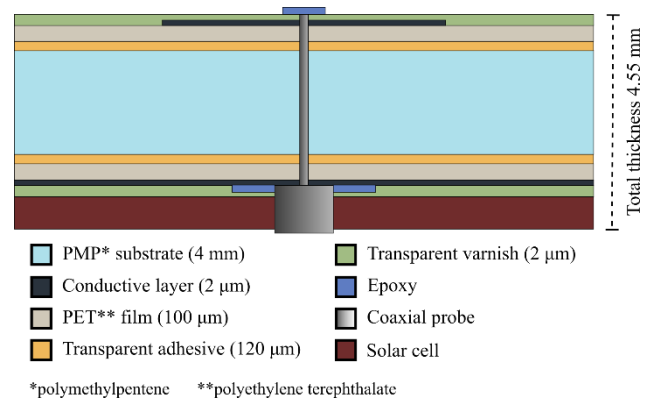 Total thickness 4.55 mm
PMP* substrate (4 mm)
Transparent varnish (2 μm)
Conductive layer (2 μm)
Epoxy
PET** film (100 μm)
Coaxial probe
Transparent adhesive (120 μm)
Solar cell
*polymethylpentene **polyethylene terephthalate